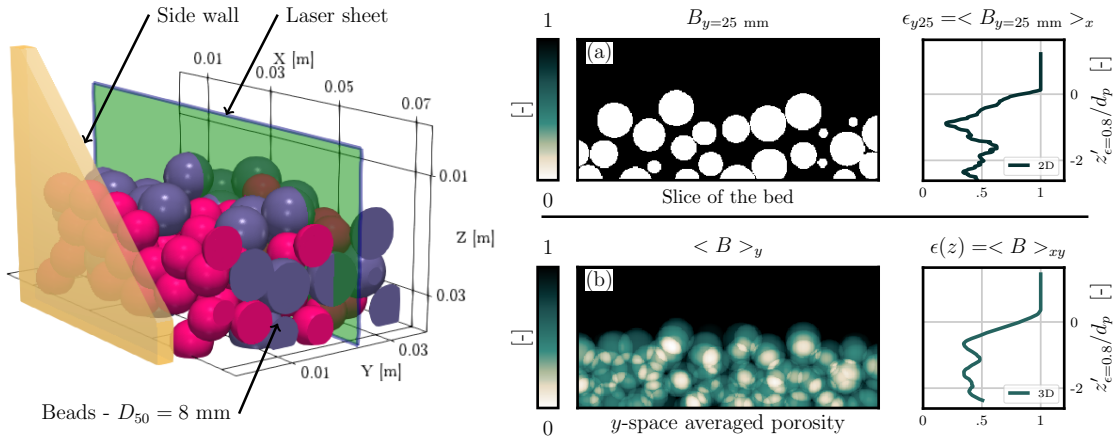 Side wall
Laser sheet
0.01
X [m]
0.03
0.05
0.07
0.01
Z [m]
0.03
0.03
Y [m]
0.01
Beads - D₅₀ = 8 mm
B_{y=25 mm}
1
(a)
[-]
0
Slice of the bed
ϵ_{y25} =< B_{y=25 mm} >_x
0
-2
2D
0
.5
1
z′_{ϵ=0.8}/d_p [-]
< B >_y
1
(b)
[-]
0
y-space averaged porosity
ϵ(z) =< B >_{xy}
0
-2
3D
0
.5
1
z′_{ϵ=0.8}/d_p [-]